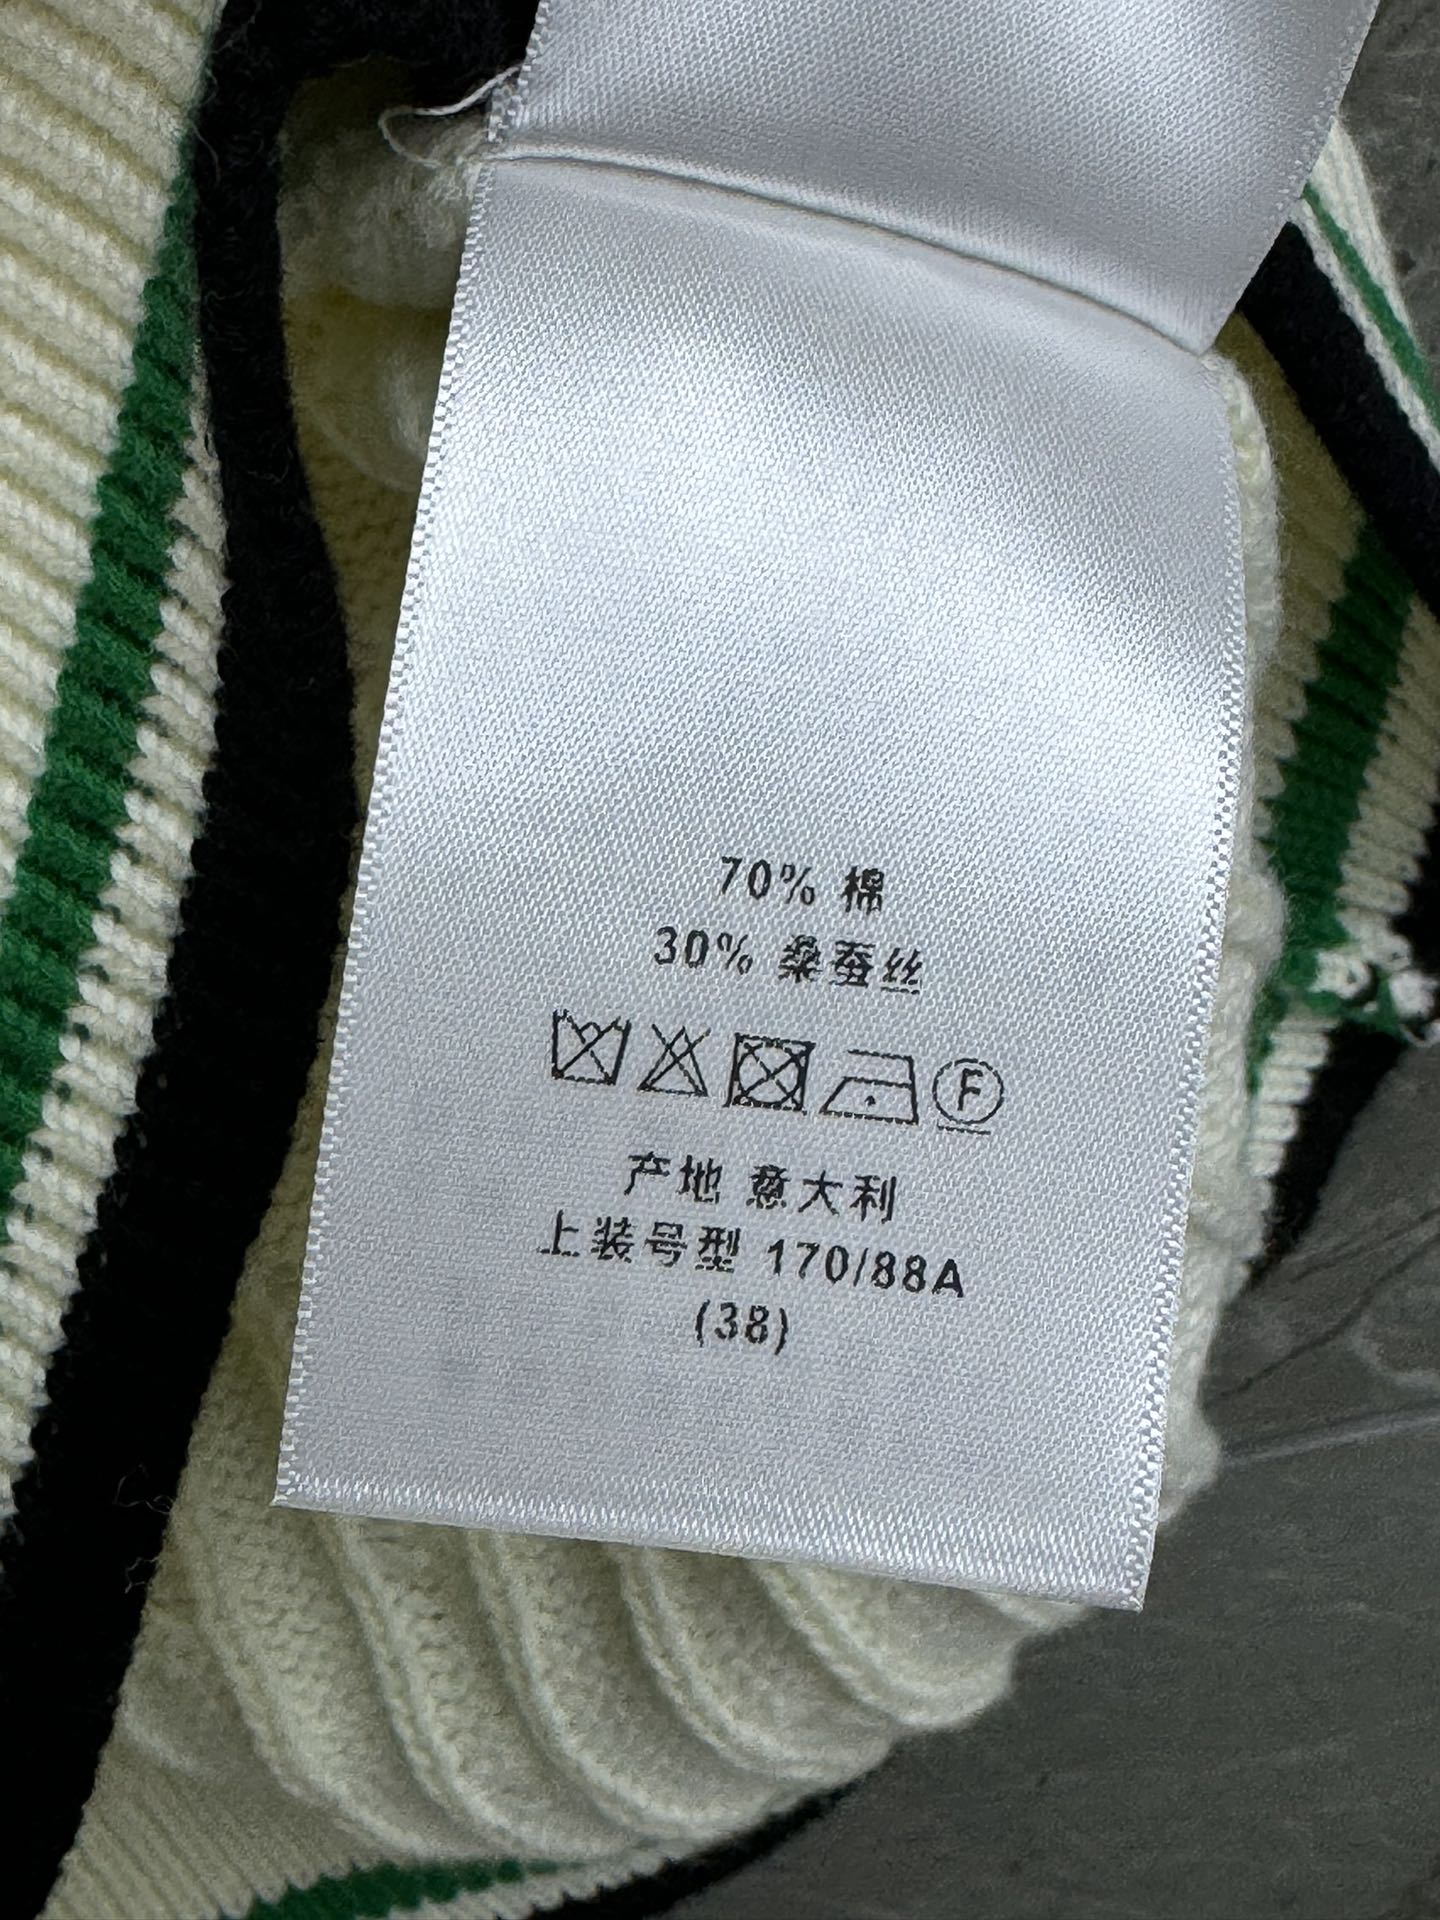 70% 棉
30% 桑蚕丝
F
产地 意大利
上装号型 170/88A
(38)